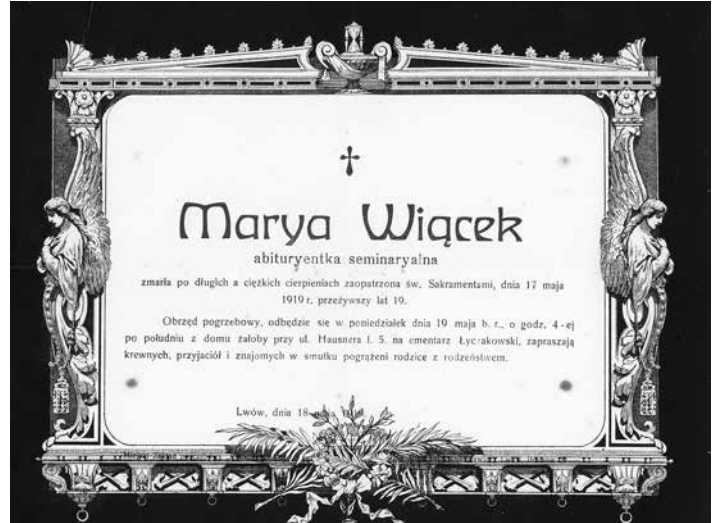 Marya Wiącek
abituryentka seminaryalna
zmarła po długich a ciężkich cierpieniach zaopatrzona św. Sakramentami, dnia 17 maja
1919 r. przeżywszy lat 19.
Obrzęd pogrzebowy, odbędzie się w poniedziałek dnia 19 maja b. r., o godz. 4-ej
po południu z domu żałoby przy ul. Hausnera l. 5. na cmentarz Łyczakowski, zapraszają
krewnych, przyjaciół i znajomych w smutku pogrążeni rodzice z rodzeństwem.
Lwów, dnia 18